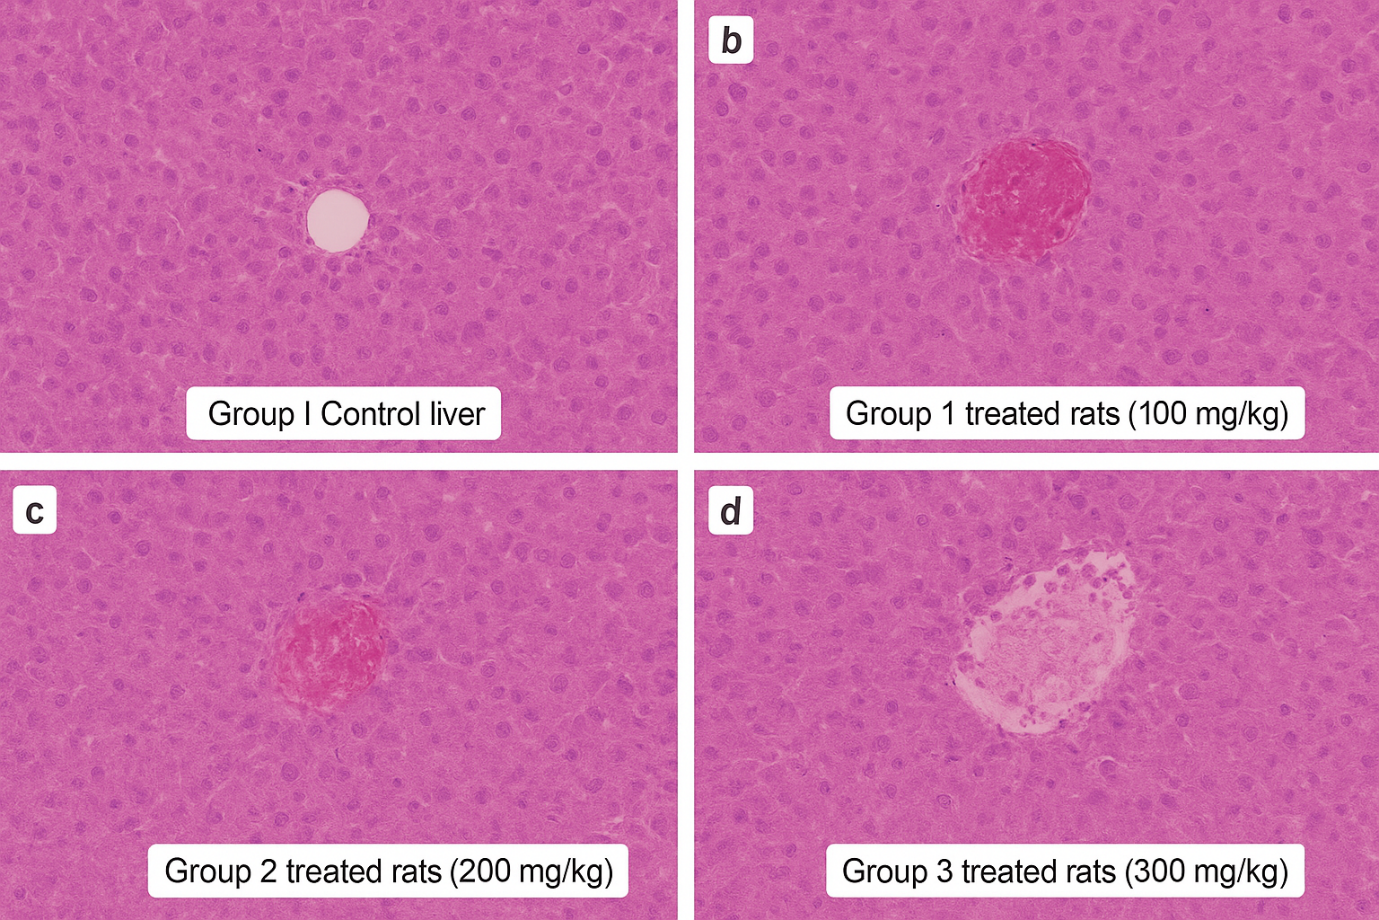 Group I Control liver
b
Group 1 treated rats (100 mg/kg)
c
Group 2 treated rats (200 mg/kg)
d
Group 3 treated rats (300 mg/kg)